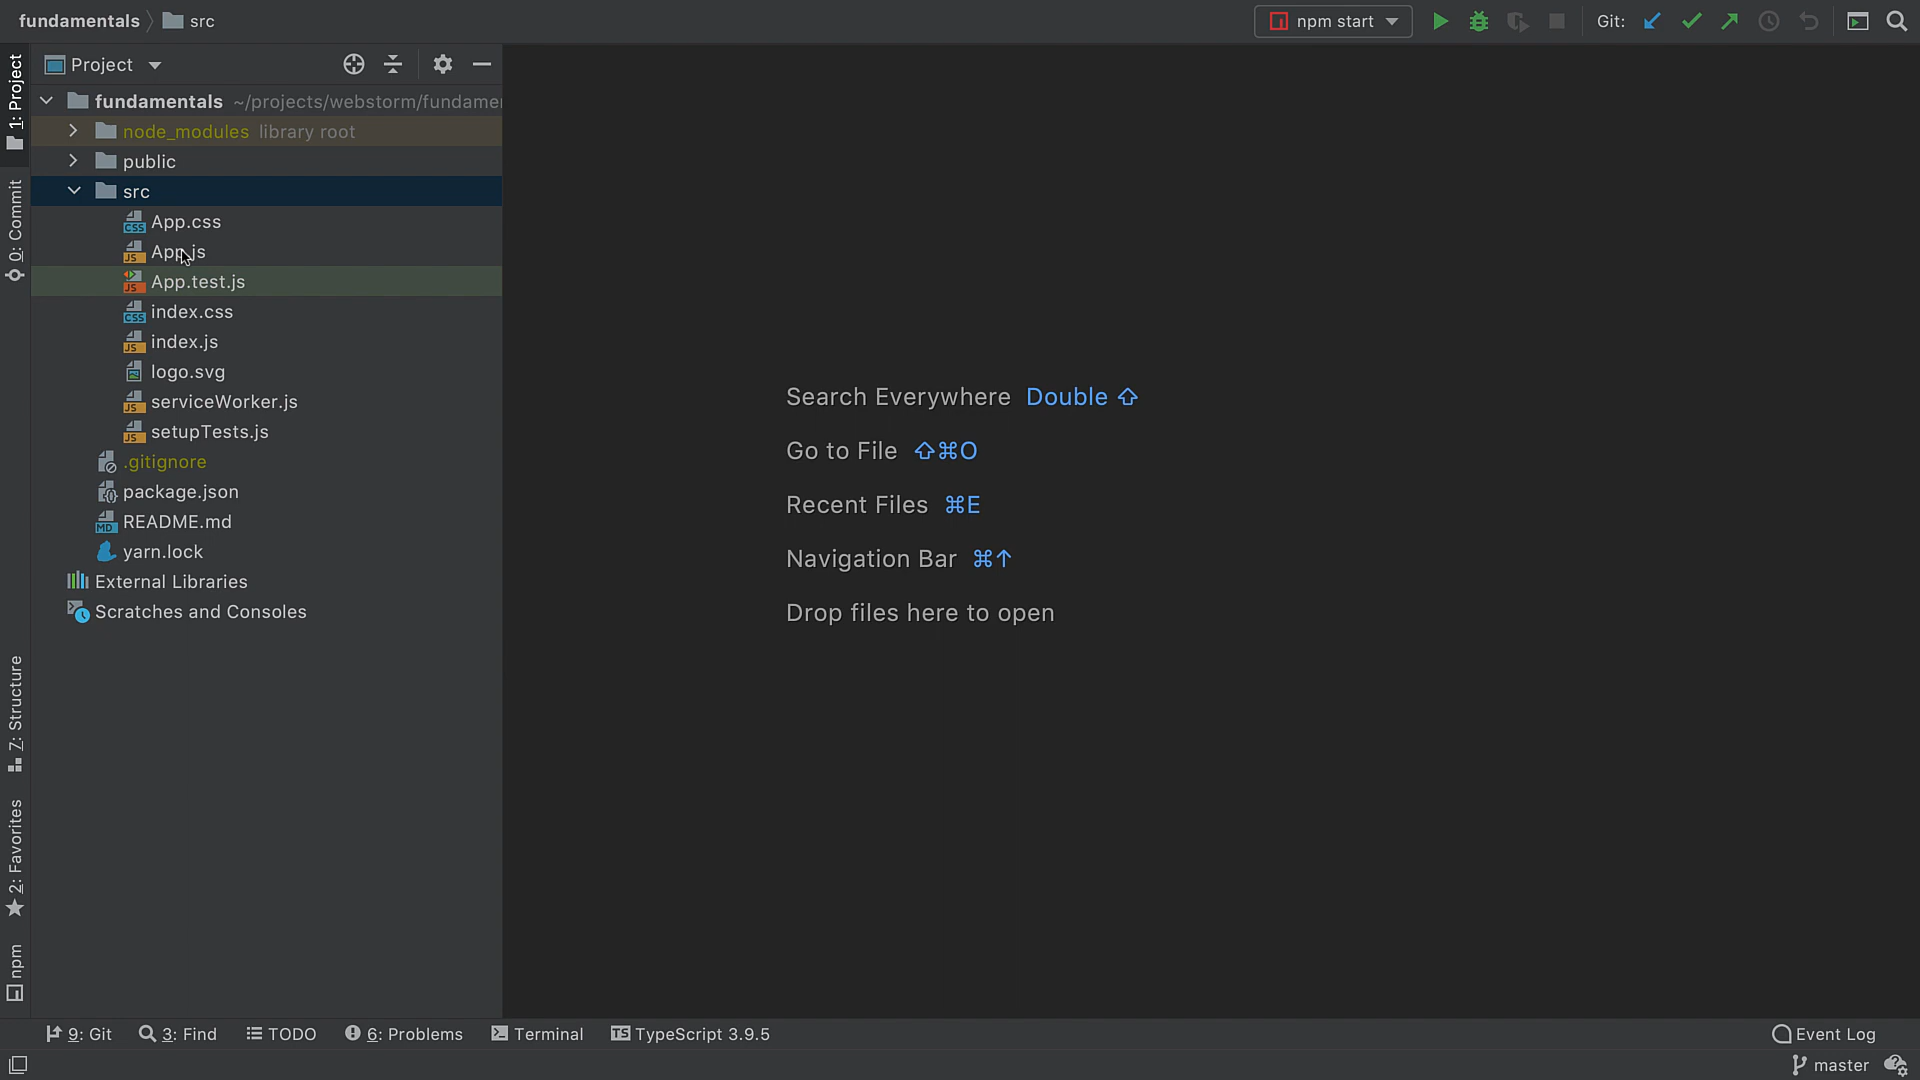 fundamentals src
npm start Git:
1: Project
0: Commit
7: Structure
2: Favorites
npm
Project
fundamentals ~/projects/webstorm/fundamen
node_modules library root
public
src
App.css
App.js
App.test.js
index.css
index.js
logo.svg
serviceWorker.js
setupTests.js
.gitignore
package.json
README.md
yarn.lock
External Libraries
Scratches and Consoles
Search Everywhere Double ⇧
Go to File ⇧⌘O
Recent Files ⌘E
Navigation Bar ⌘↑
Drop files here to open
9: Git 3: Find TODO 6: Problems Terminal TS TypeScript 3.9.5 Event Log
master